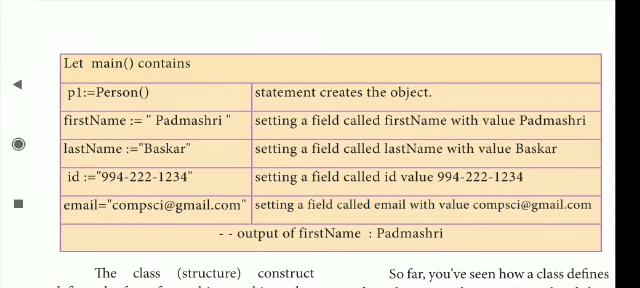 Let main() contains
p1:=Person() statement creates the object.
firstName := " Padmashri " setting a field called firstName with value Padmashri
lastName :="Baskar" setting a field called lastName with value Baskar
id :="994-222-1234" setting a field called id value 994-222-1234
email="compsci@gmail.com" setting a field called email with value compsci@gmail.com
- - output of firstName : Padmashri
The class (structure) construct
So far, you've seen how a class defines